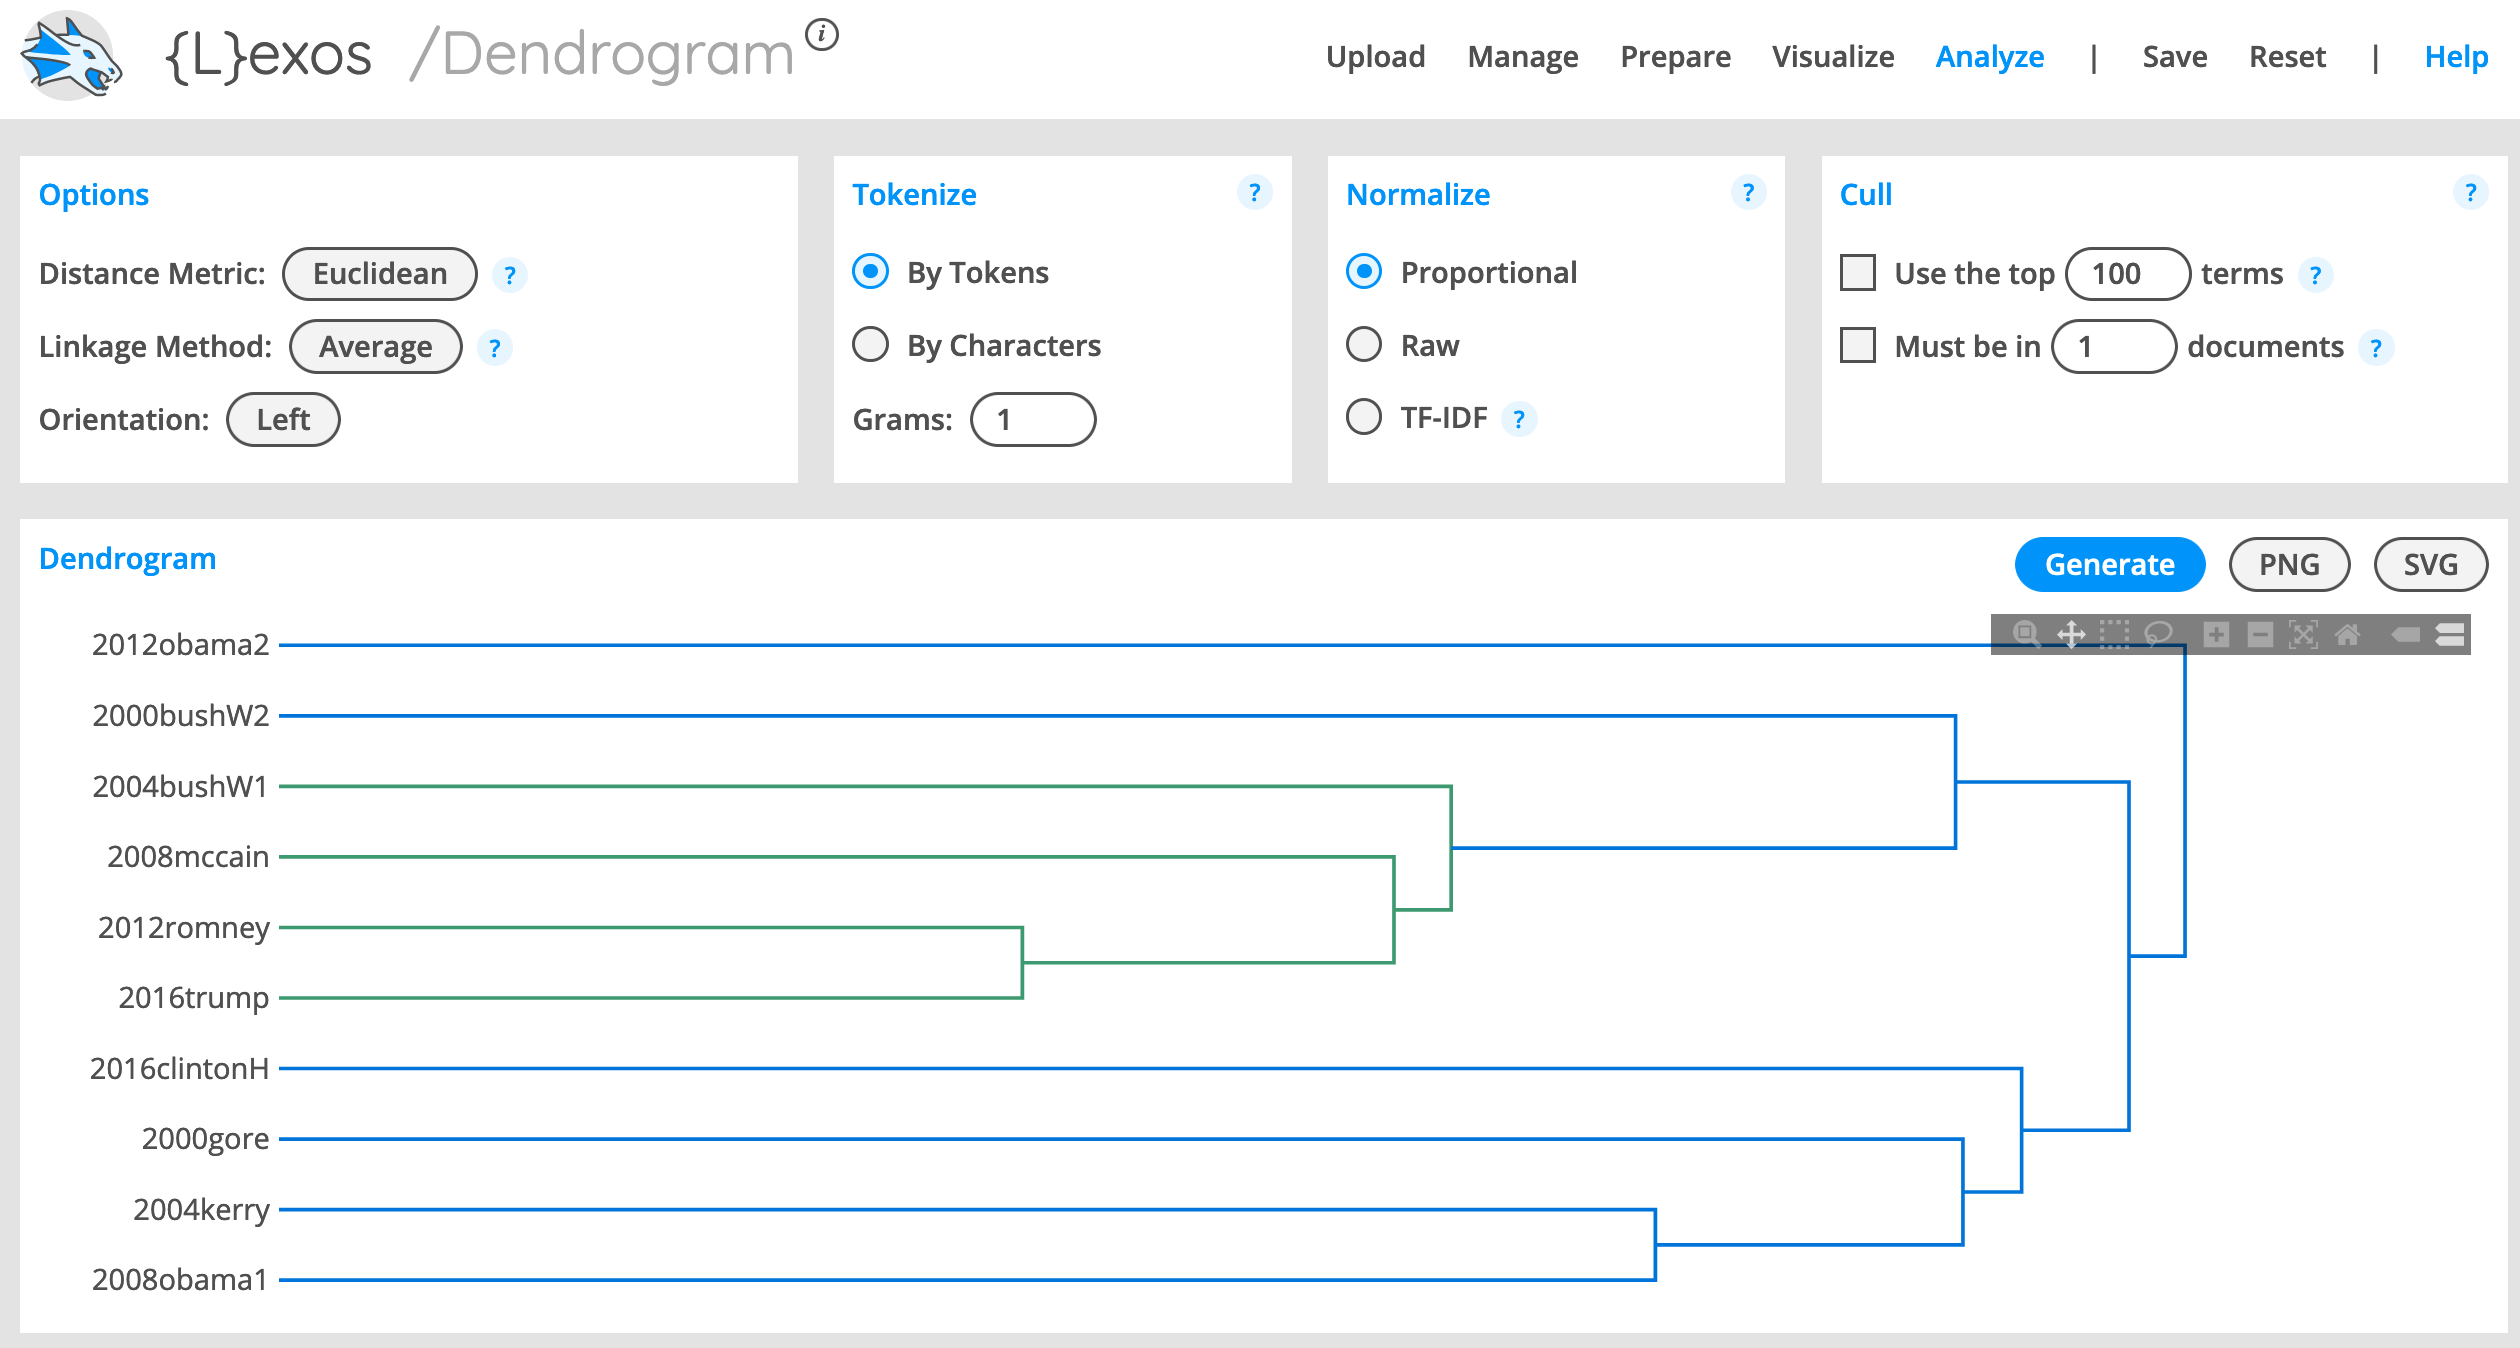 {L}exos /Dendrogram i
Upload Manage Prepare Visualize Analyze | Save Reset | Help
Options
Distance Metric: Euclidean ?
Linkage Method: Average ?
Orientation: Left
Tokenize ?
By Tokens
By Characters
Grams: 1
Normalize ?
Proportional
Raw
TF-IDF ?
Cull ?
Use the top 100 terms ?
Must be in 1 documents ?
Dendrogram
Generate PNG SVG
2012obama2
2000bushW2
2004bushW1
2008mccain
2012romney
2016trump
2016clintonH
2000gore
2004kerry
2008obama1